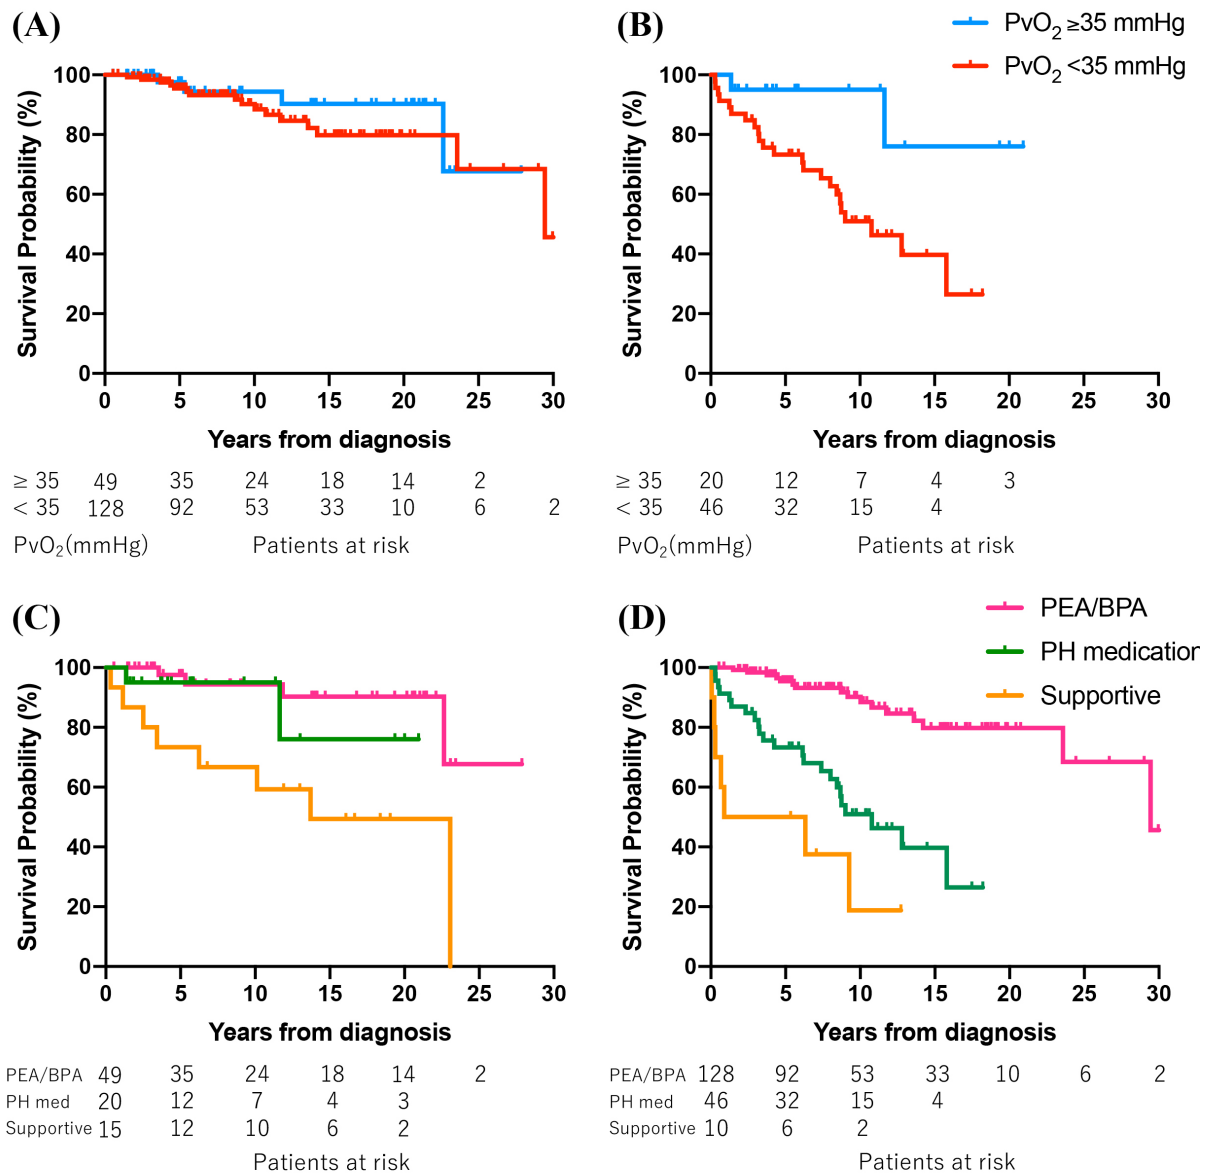 (A)
(B)
PvO2 ≥35 mmHg
PvO2 <35 mmHg
Survival Probability (%)
100
80
60
40
20
0
0 5 10 15 20 25 30
Years from diagnosis
≥ 35 49 35 24 18 14 2
< 35 128 92 53 33 10 6 2
PvO2(mmHg) Patients at risk
Survival Probability (%)
100
80
60
40
20
0
0 5 10 15 20 25 30
Years from diagnosis
≥ 35 20 12 7 4 3
< 35 46 32 15 4
PvO2(mmHg) Patients at risk
(C)
(D)
PEA/BPA
PH medication
Supportive
Survival Probability (%)
100
80
60
40
20
0
0 5 10 15 20 25 30
Years from diagnosis
PEA/BPA 49 35 24 18 14 2
PH med 20 12 7 4 3
Supportive 15 12 10 6 2
Patients at risk
Survival Probability (%)
100
80
60
40
20
0
0 5 10 15 20 25 30
Years from diagnosis
PEA/BPA 128 92 53 33 10 6 2
PH med 46 32 15 4
Supportive 10 6 2
Patients at risk